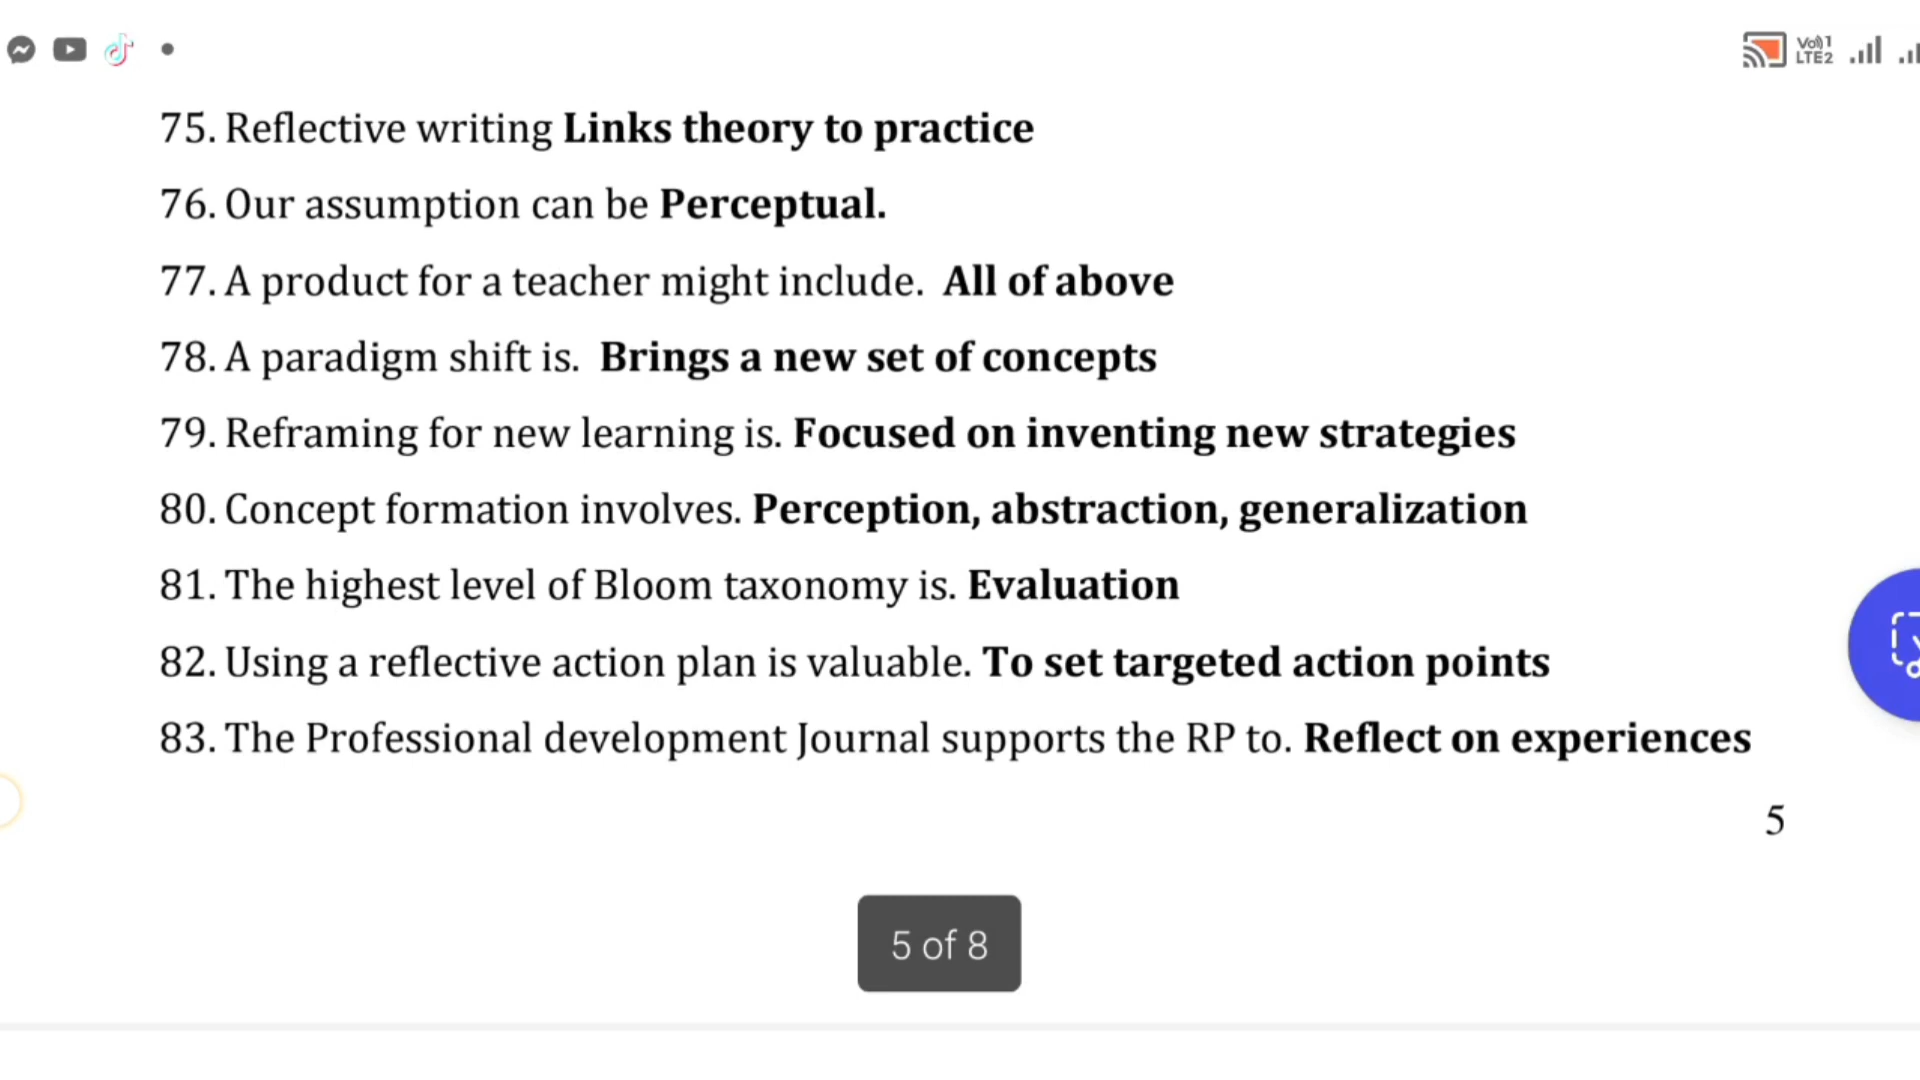 Vo)) 1
LTE2
75. Reflective writing Links theory to practice
76. Our assumption can be Perceptual.
77. A product for a teacher might include. All of above
78. A paradigm shift is. Brings a new set of concepts
79. Reframing for new learning is. Focused on inventing new strategies
80. Concept formation involves. Perception, abstraction, generalization
81. The highest level of Bloom taxonomy is. Evaluation
82. Using a reflective action plan is valuable. To set targeted action points
83. The Professional development Journal supports the RP to. Reflect on experiences
5
5 of 8